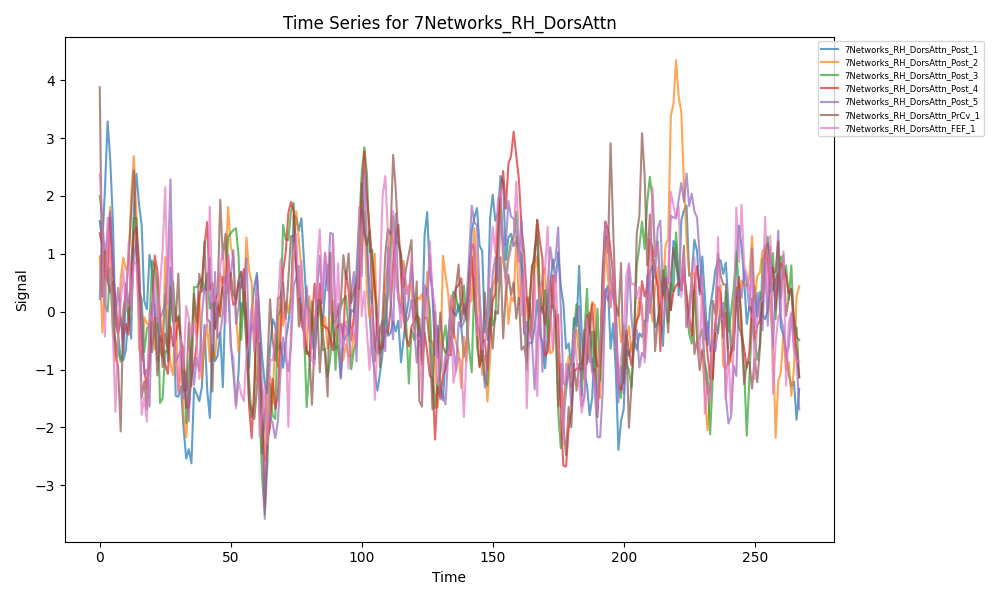 Time Series for 7Networks_RH_DorsAttn
7Networks_RH_DorsAttn_Post_1
7Networks_RH_DorsAttn_Post_2
7Networks_RH_DorsAttn_Post_3
7Networks_RH_DorsAttn_Post_4
7Networks_RH_DorsAttn_Post_5
7Networks_RH_DorsAttn_PrCv_1
7Networks_RH_DorsAttn_FEF_1
Signal
4
3
2
1
0
−1
−2
−3
0 50 100 150 200 250
Time